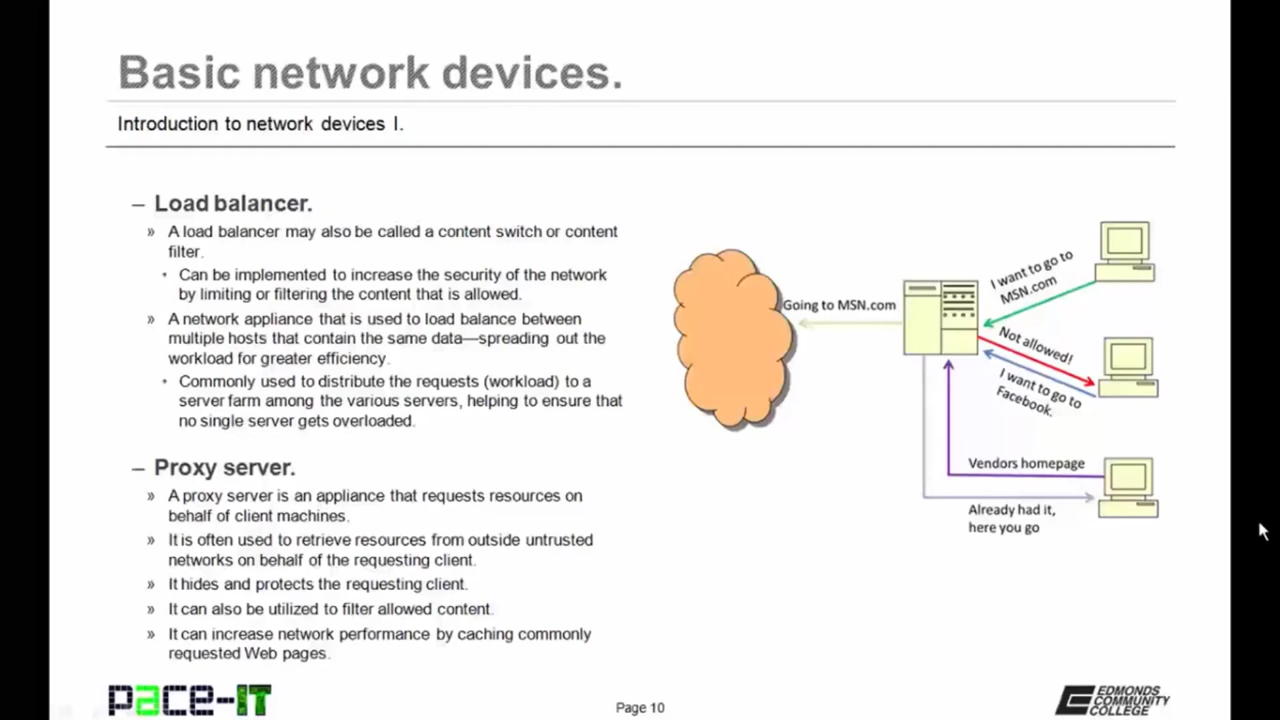 Basic network devices.
Introduction to network devices I.
– Load balancer.
» A load balancer may also be called a content switch or content
filter.
• Can be implemented to increase the security of the network
by limiting or filtering the content that is allowed.
» A network appliance that is used to load balance between
multiple hosts that contain the same data—spreading out the
workload for greater efficiency.
• Commonly used to distribute the requests (workload) to a
server farm among the various servers, helping to ensure that
no single server gets overloaded.
– Proxy server.
» A proxy server is an appliance that requests resources on
behalf of client machines.
» It is often used to retrieve resources from outside untrusted
networks on behalf of the requesting client.
» It hides and protects the requesting client.
» It can also be utilized to filter allowed content.
» It can increase network performance by caching commonly
requested Web pages.
Going to MSN.com
I want to go to
MSN.com
Not allowed!
I want to go to
Facebook.
Vendors homepage
Already had it,
here you go
pace-IT
Page 10
EDMONDS
COMMUNITY
COLLEGE